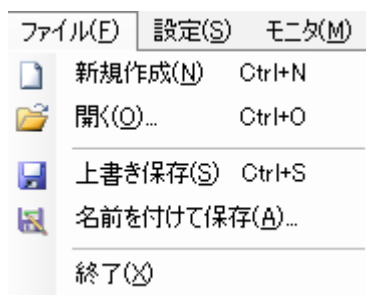 ファイル(F) 設定(S) モニタ(M)
新規作成(N) Ctrl+N
開く(O)... Ctrl+O
上書き保存(S) Ctrl+S
名前を付けて保存(A)...
終了(X)